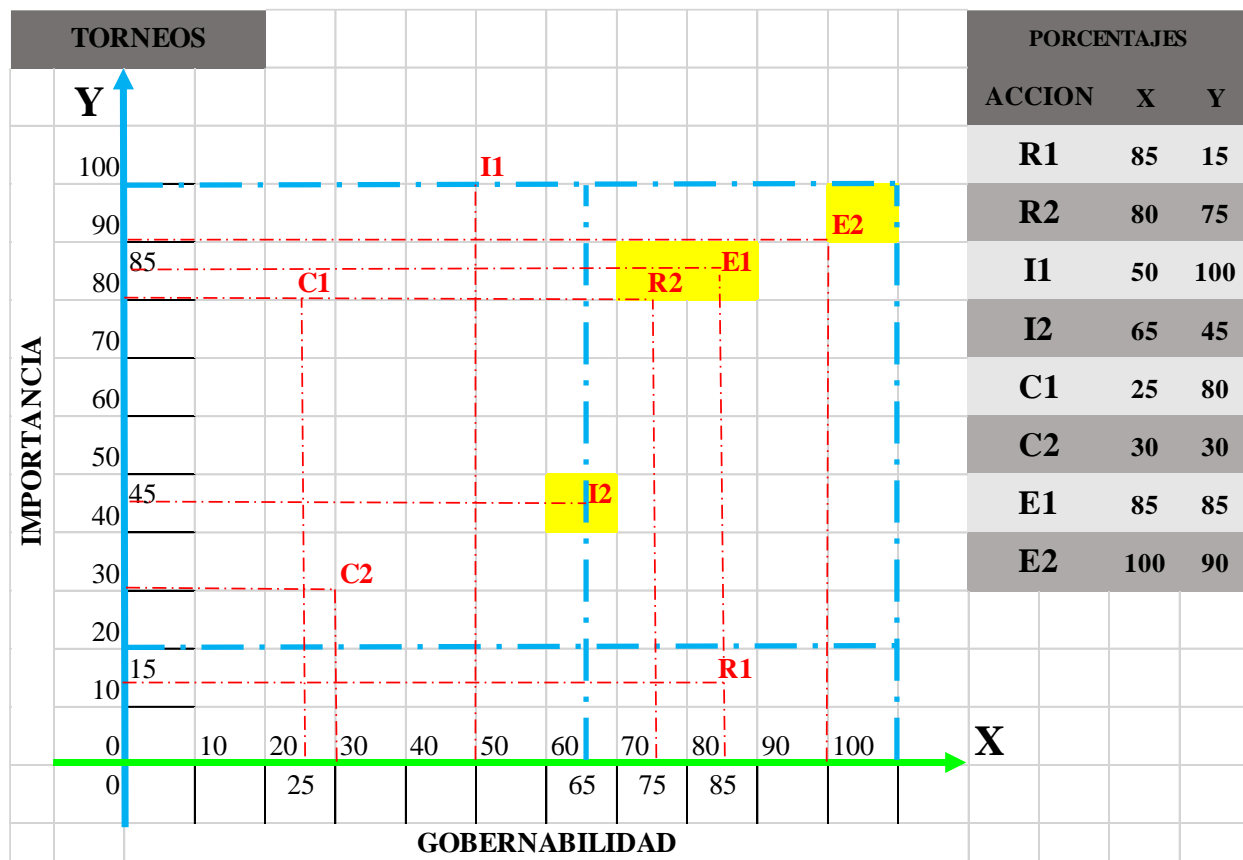 TORNEOS
PORCENTAJES
Y
ACCION X Y
100 I1
R1 85 15
90 E2
R2 80 75
85 E1
80 C1 R2
I1 50 100
70
I2 65 45
60
C1 25 80
50
45 I2
C2 30 30
40
E1 85 85
30 C2
E2 100 90
20
15 R1
10
0 10 20 30 40 50 60 70 80 90 100 X
0 25 65 75 85
GOBERNABILIDAD
IMPORTANCIA